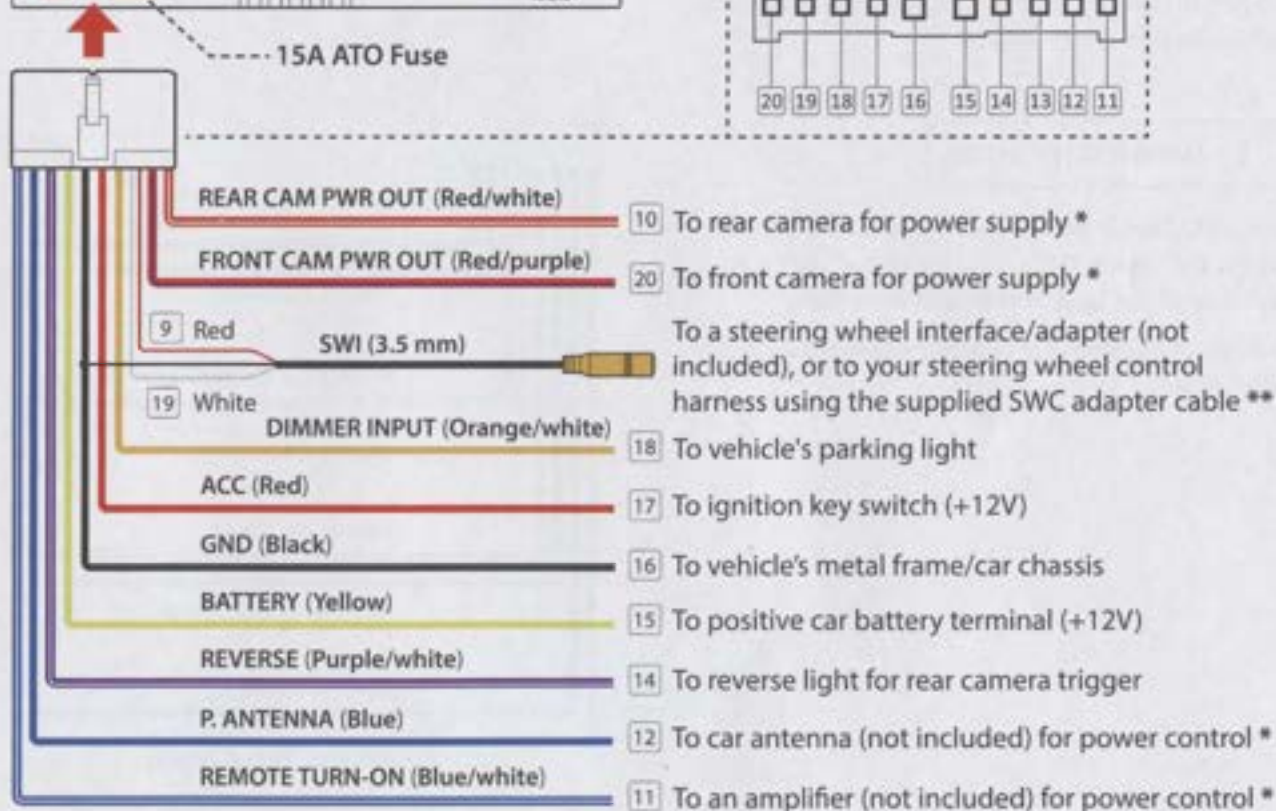 15A ATO Fuse
20 19 18 17 16 15 14 13 12 11
REAR CAM PWR OUT (Red/white)
10 To rear camera for power supply *
FRONT CAM PWR OUT (Red/purple)
20 To front camera for power supply *
9 Red
SWI (3.5 mm)
19 White
To a steering wheel interface/adapter (not
included), or to your steering wheel control
harness using the supplied SWC adapter cable **
DIMMER INPUT (Orange/white)
18 To vehicle's parking light
ACC (Red)
17 To ignition key switch (+12V)
GND (Black)
16 To vehicle's metal frame/car chassis
BATTERY (Yellow)
15 To positive car battery terminal (+12V)
REVERSE (Purple/white)
14 To reverse light for rear camera trigger
P. ANTENNA (Blue)
12 To car antenna (not included) for power control *
REMOTE TURN-ON (Blue/white)
11 To an amplifier (not included) for power control *